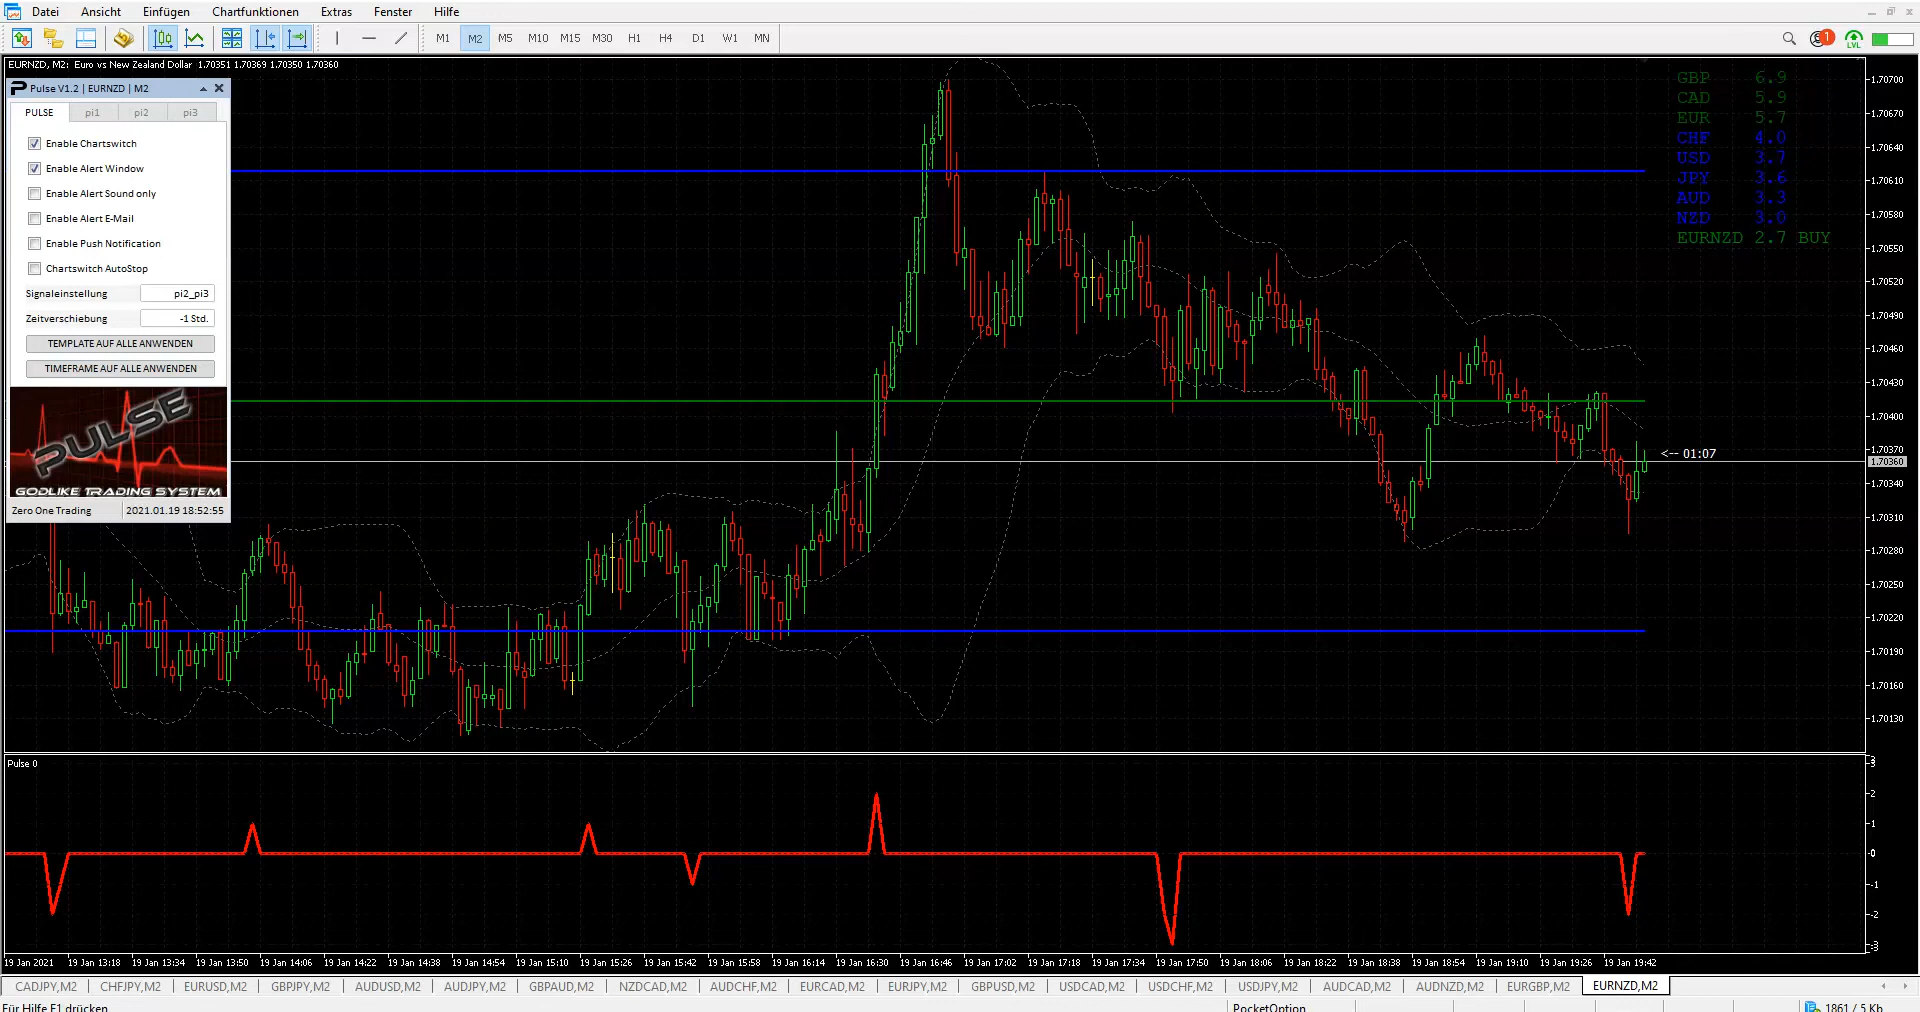 Datei Ansicht Einfügen Chartfunktionen Extras Fenster Hilfe
M1 M2 M5 M10 M15 M30 H1 H4 D1 W1 MN
1
LVL
EURNZD, M2: Euro vs New Zealand Dollar 1.70351 1.70369 1.70350 1.70360
Pulse V1.2 | EURNZD | M2
PULSE pi1 pi2 pi3
Enable Chartswitch
Enable Alert Window
Enable Alert Sound only
Enable Alert E-Mail
Enable Push Notification
Chartswitch AutoStop
Signaleinstellung pi2_pi3
Zeitverschiebung -1 Std.
TEMPLATE AUF ALLE ANWENDEN
TIMEFRAME AUF ALLE ANWENDEN
PULSE
GODLIKE TRADING SYSTEM
Zero One Trading 2021.01.19 18:52:55
GBP 6.9
CAD 5.9
EUR 5.7
CHF 4.0
USD 3.7
JPY 3.6
AUD 3.3
NZD 3.0
EURNZD 2.7 BUY
<-- 01:07
1.70700
1.70670
1.70640
1.70610
1.70580
1.70550
1.70520
1.70490
1.70460
1.70430
1.70400
1.70370
1.70360
1.70340
1.70310
1.70280
1.70250
1.70220
1.70190
1.70160
1.70130
Pulse 0
3
2
1
0
-1
-2
-3
19 Jan 2021 19 Jan 13:18 19 Jan 13:34 19 Jan 13:50 19 Jan 14:06 19 Jan 14:22 19 Jan 14:38 19 Jan 14:54 19 Jan 15:10 19 Jan 15:26 19 Jan 15:42 19 Jan 15:58 19 Jan 16:14 19 Jan 16:30 19 Jan 16:46 19 Jan 17:02 19 Jan 17:18 19 Jan 17:34 19 Jan 17:50 19 Jan 18:06 19 Jan 18:22 19 Jan 18:38 19 Jan 18:54 19 Jan 19:10 19 Jan 19:26 19 Jan 19:42
CADJPY,M2 CHFJPY,M2 EURUSD,M2 GBPJPY,M2 AUDUSD,M2 AUDJPY,M2 GBPAUD,M2 NZDCAD,M2 AUDCHF,M2 EURCAD,M2 EURJPY,M2 GBPUSD,M2 USDCAD,M2 USDCHF,M2 USDJPY,M2 AUDCAD,M2 AUDNZD,M2 EURGBP,M2 EURNZD,M2
Für Hilfe F1 drücken PocketOption 1861 / 5 Kb